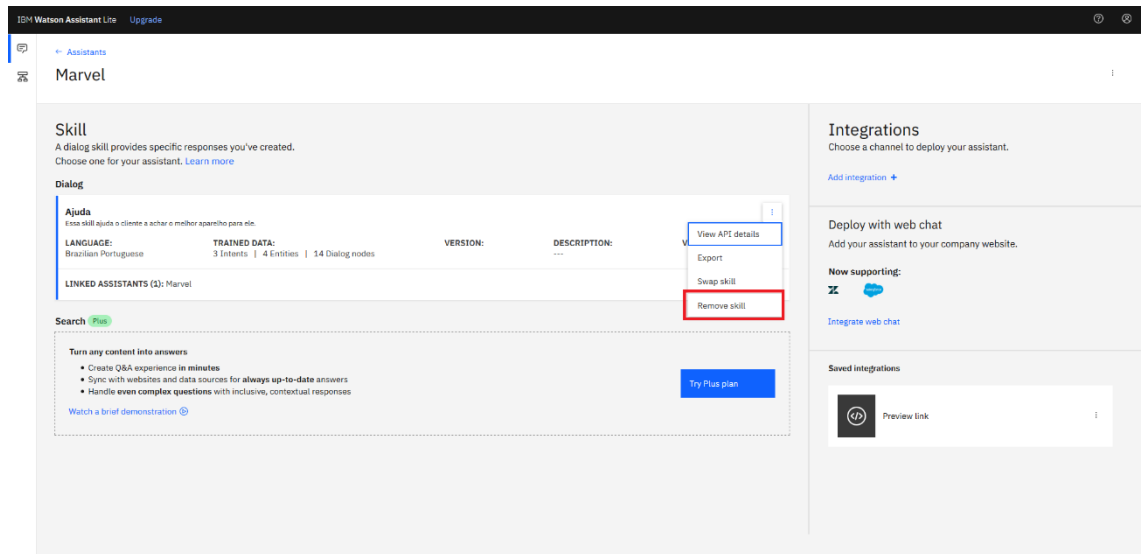 IBM Watson Assistant Lite Upgrade
← Assistants
Marvel
Skill
A dialog skill provides specific responses you've created.
Choose one for your assistant. Learn more
Dialog
Ajuda
Essa skill ajuda o cliente a achar o melhor aparelho para ele.
LANGUAGE: TRAINED DATA: VERSION: DESCRIPTION: V
Brazilian Portuguese 3 Intents | 4 Entities | 14 Dialog nodes ---
LINKED ASSISTANTS (1): Marvel
View API details
Export
Swap skill
Remove skill
Search Plus
Turn any content into answers
• Create Q&A experience in minutes
• Sync with websites and data sources for always up-to-date answers
• Handle even complex questions with inclusive, contextual responses
Watch a brief demonstration
Try Plus plan
Integrations
Choose a channel to deploy your assistant.
Add integration +
Deploy with web chat
Add your assistant to your company website.
Now supporting:
Integrate web chat
Saved integrations
Preview link